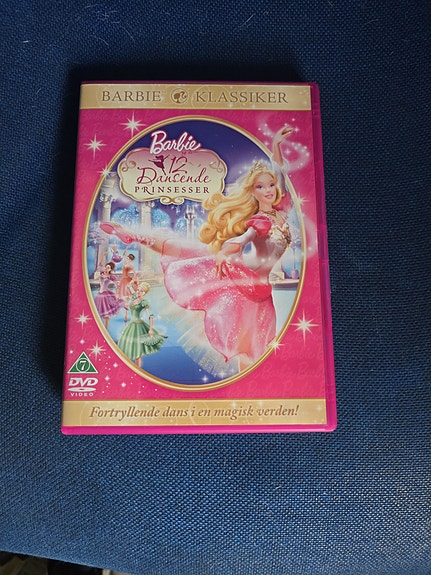 BARBIE KLASSIKER
Barbie
12
Dansende
PRINSESSER
7
DVD
VIDEO
Fortryllende dans i en magisk verden!